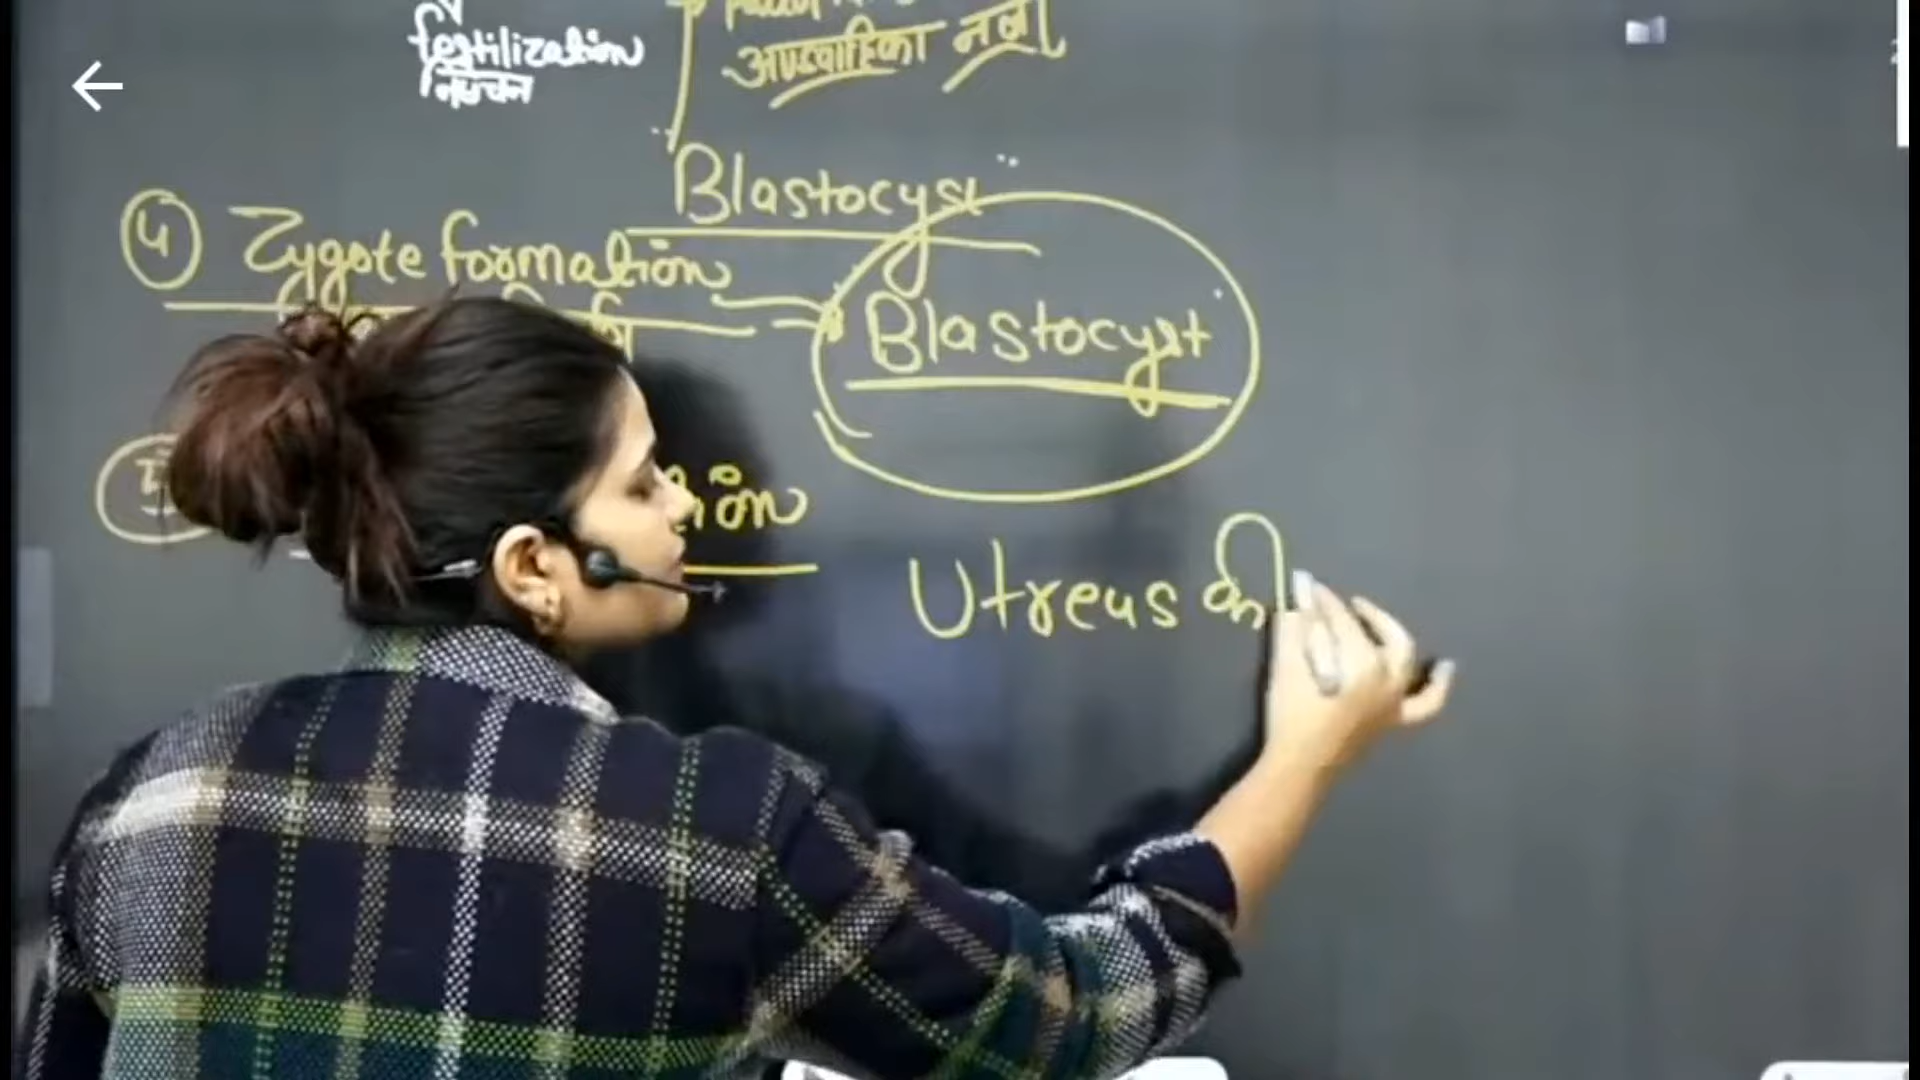 fertilization
निषेचन
अण्डवाहिका नली
Blastocyst
4 Zygote formation
Blastocyst
Utreus की